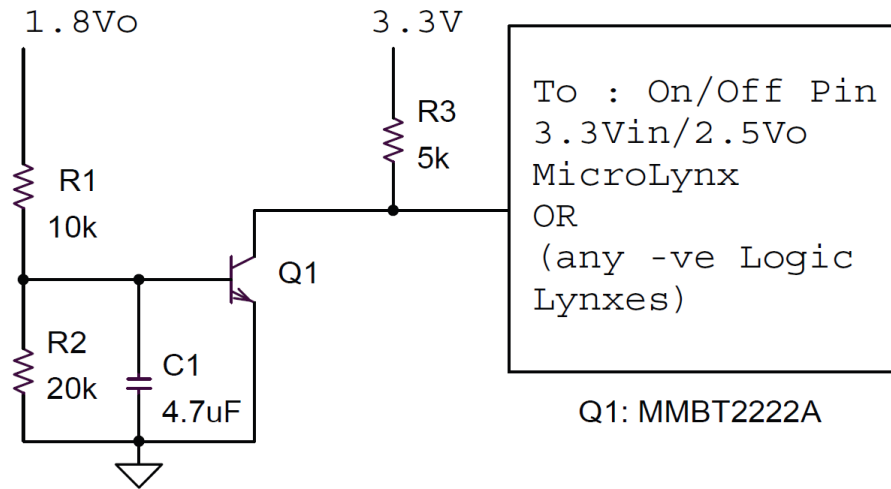 1.8Vo
3.3V
R3
5k
To : On/Off Pin
3.3Vin/2.5Vo
MicroLynx
OR
(any -ve Logic
Lynxes)
R1
10k
Q1
R2
20k
C1
4.7uF
Q1: MMBT2222A